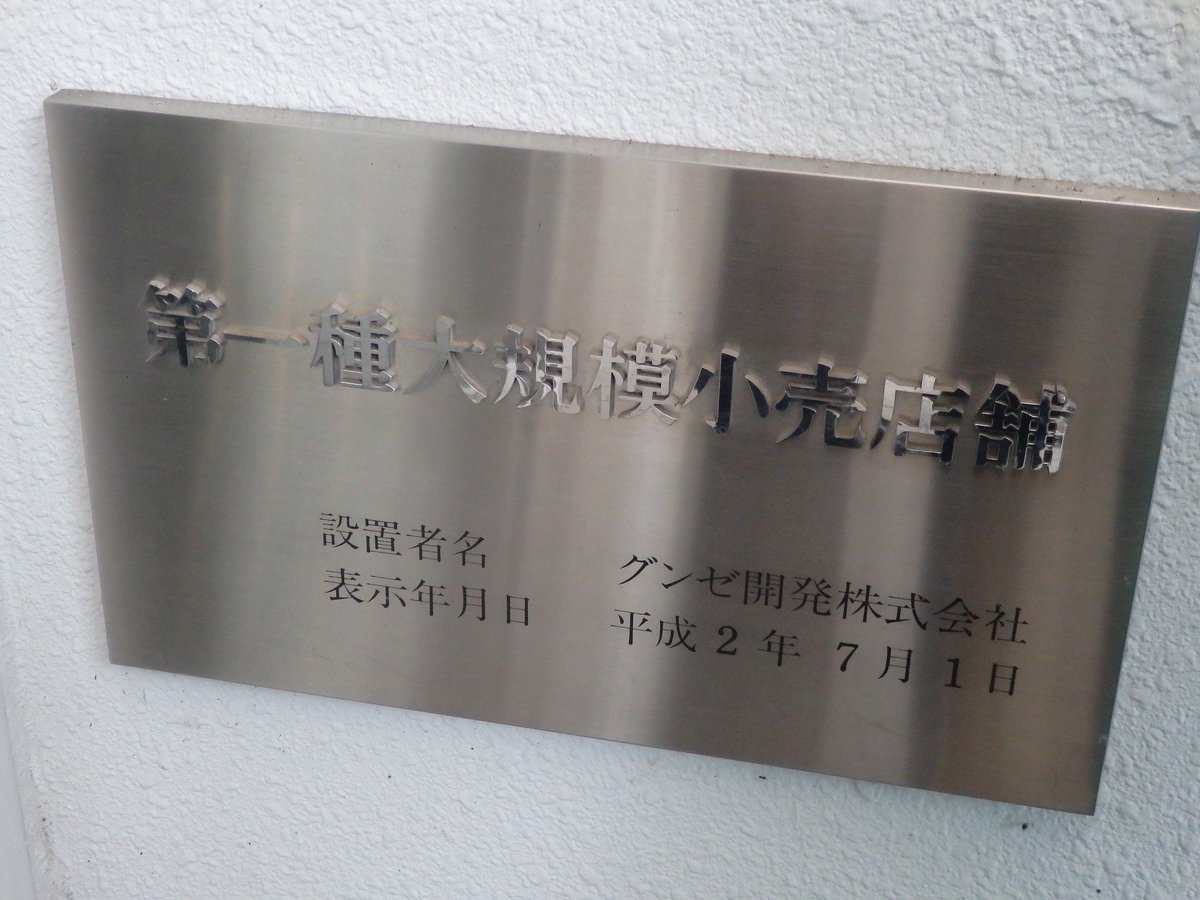 第一種大規模小売店舗
設置者名 グンゼ開発株式会社
表示年月日 平成2年 7月1日